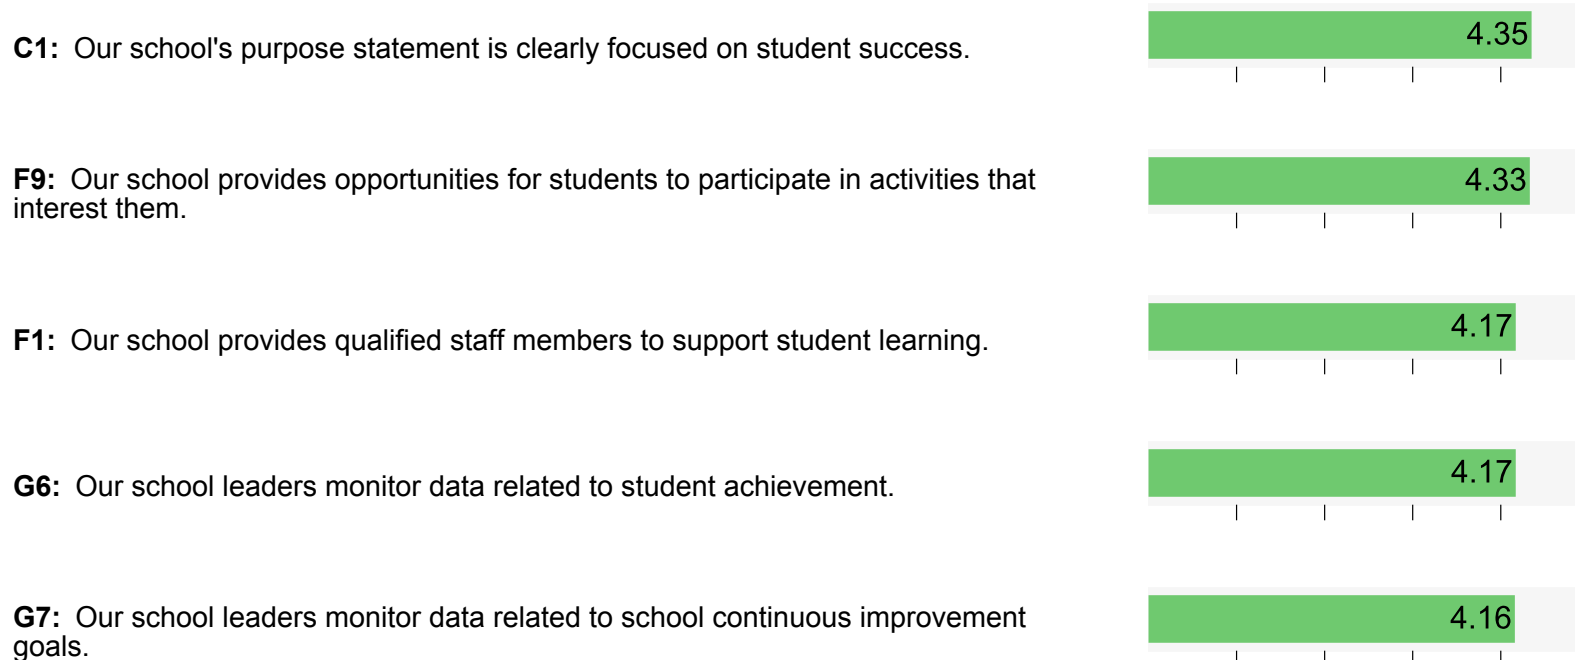 C1: Our school's purpose statement is clearly focused on student success.
4.35
F9: Our school provides opportunities for students to participate in activities that
interest them.
4.33
F1: Our school provides qualified staff members to support student learning.
4.17
G6: Our school leaders monitor data related to student achievement.
4.17
G7: Our school leaders monitor data related to school continuous improvement
goals.
4.16